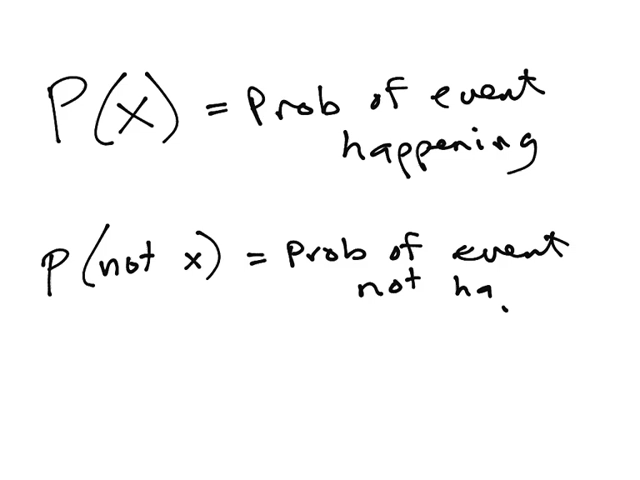 P(x) = Prob of event
happening
P(not x) = Prob of event
not ha